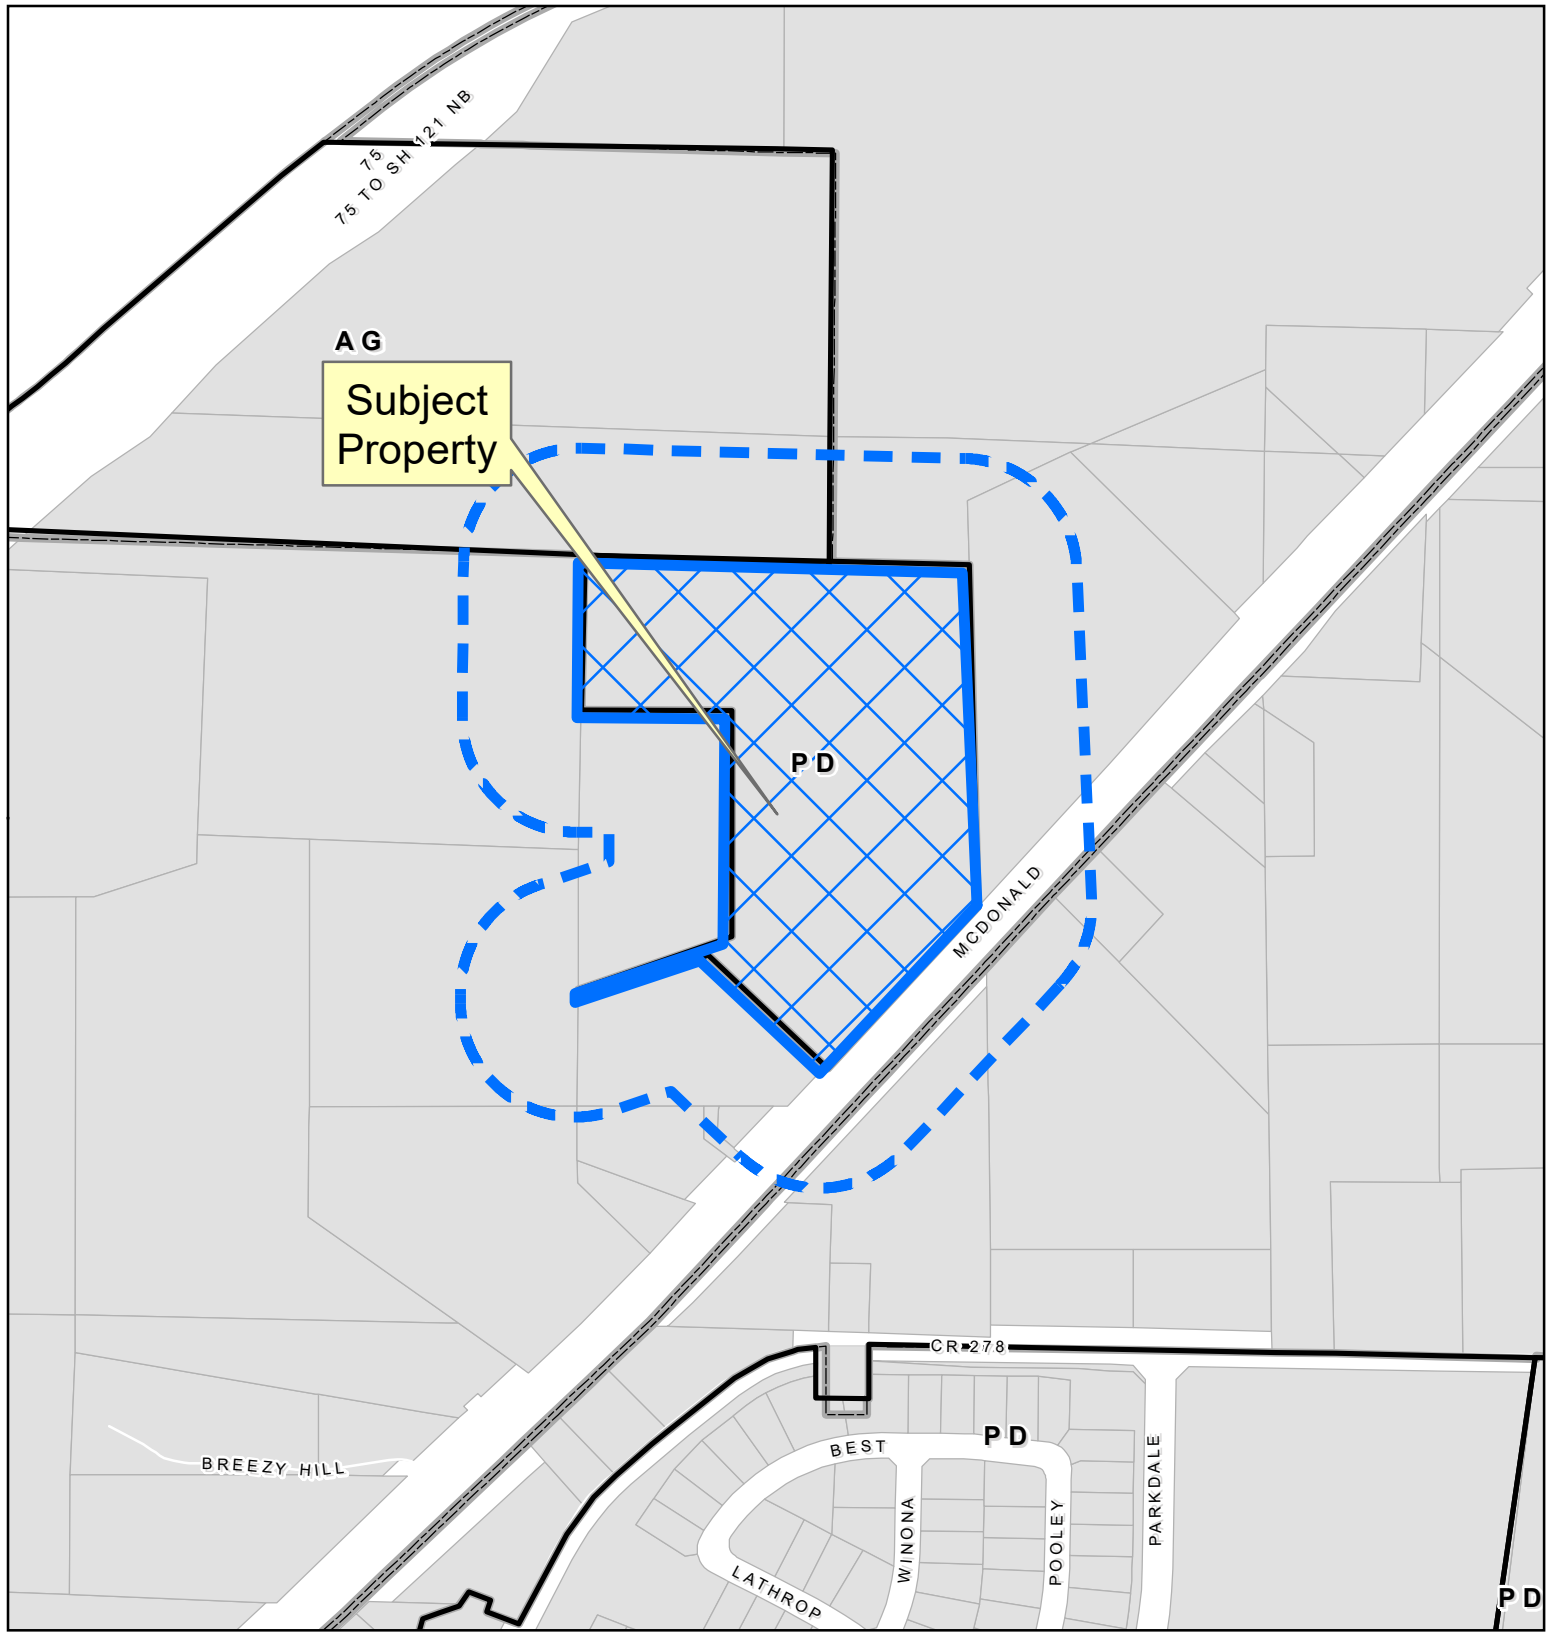 75
75 TO SH 121 NB
AG
Subject
Property
PD
MCDONALD
CR 278
BREEZY HILL
BEST
PD
PARKDALE
WINONA
POOLEY
LATHROP
PD